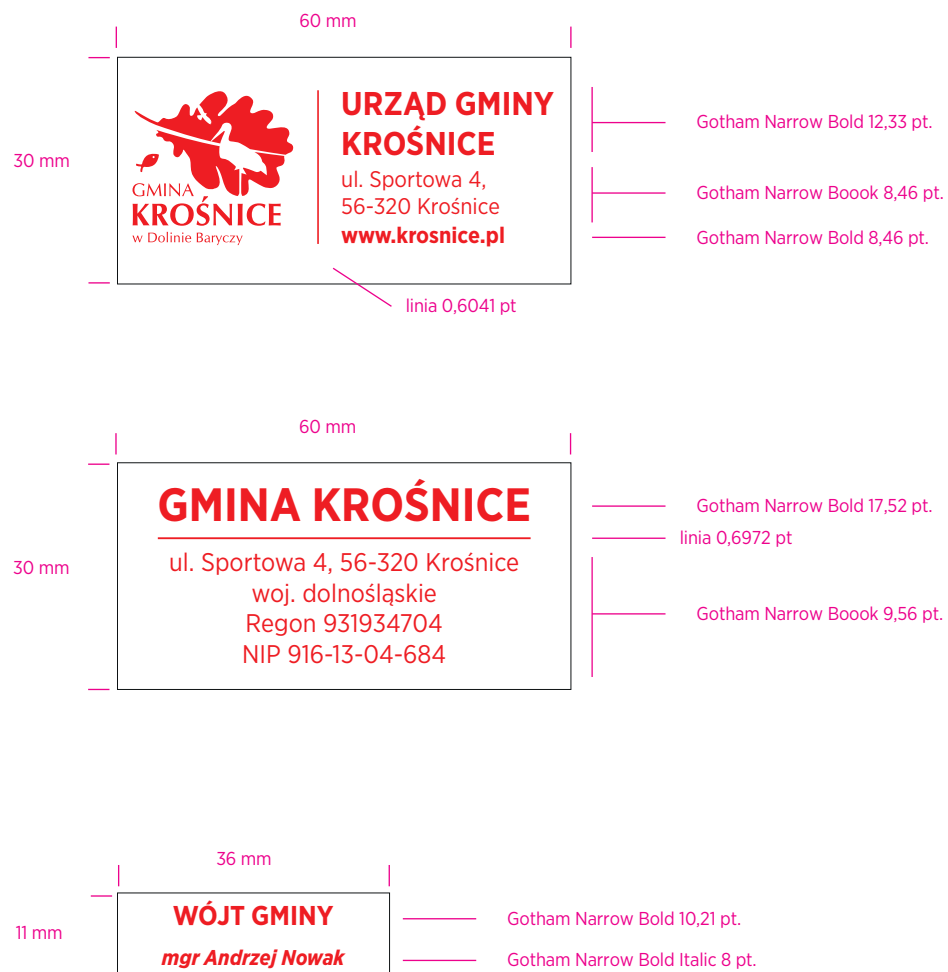 60 mm
30 mm
GMINA
KROŚNICE
w Dolinie Baryczy
URZĄD GMINY
KROŚNICE
ul. Sportowa 4,
56-320 Krośnice
www.krosnice.pl
Gotham Narrow Bold 12,33 pt.
Gotham Narrow Boook 8,46 pt.
Gotham Narrow Bold 8,46 pt.
linia 0,6041 pt
60 mm
30 mm
GMINA KROŚNICE
ul. Sportowa 4, 56-320 Krośnice
woj. dolnośląskie
Regon 931934704
NIP 916-13-04-684
Gotham Narrow Bold 17,52 pt.
linia 0,6972 pt
Gotham Narrow Boook 9,56 pt.
36 mm
11 mm
WÓJT GMINY
mgr Andrzej Nowak
Gotham Narrow Bold 10,21 pt.
Gotham Narrow Bold Italic 8 pt.